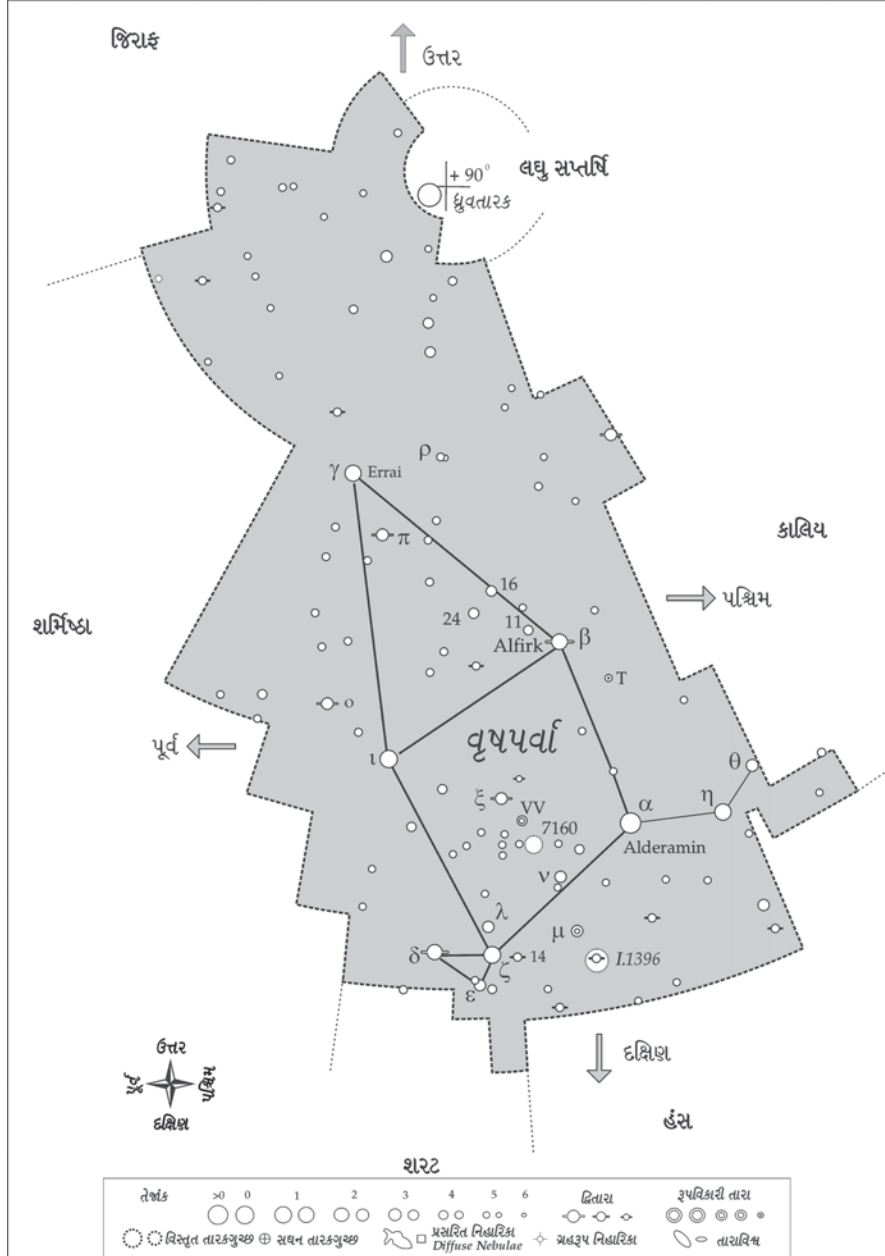 જિરાફ
ઉત્તર
લઘુ સપ્તર્ષિ
+ 90°
ધ્રુવતારક
γ Errai
ρ
π
કાલિય
16
પશ્ચિમ
24
11
શર્મિષ્ઠા
Alfirk β
T
ο
પૂર્વ
ι
વૃષપર્વા
θ
ξ
VV
α
η
7160
Alderamin
ν
λ
μ
δ
ζ
14
I.1396
ε
ઉત્તર
પૂર્વ
પશ્ચિમ
દક્ષિણ
દક્ષિણ
હંસ
શરટ
તેજાંક >0 0 1 2 3 4 5 6 દ્વિતારા રૂપવિકારી તારા
વિસ્તૃત તારકગુચ્છ સઘન તારકગુચ્છ પ્રસરિત નિહારિકા ગ્રહરૂપ નિહારિકા તારાવિશ્વ
Diffuse Nebulae